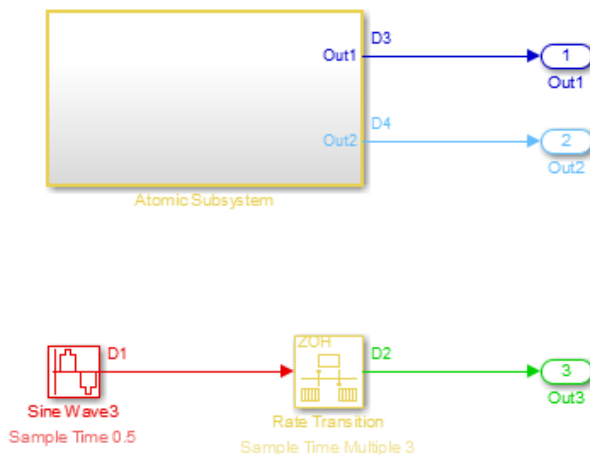 D3
Out1
1
Out1
D4
Out2
2
Out2
Atomic Subsystem
ZOH
D1
D2
3
Out3
Sine Wave3
Rate Transition
Sample Time 0.5
Sample Time Multiple 3